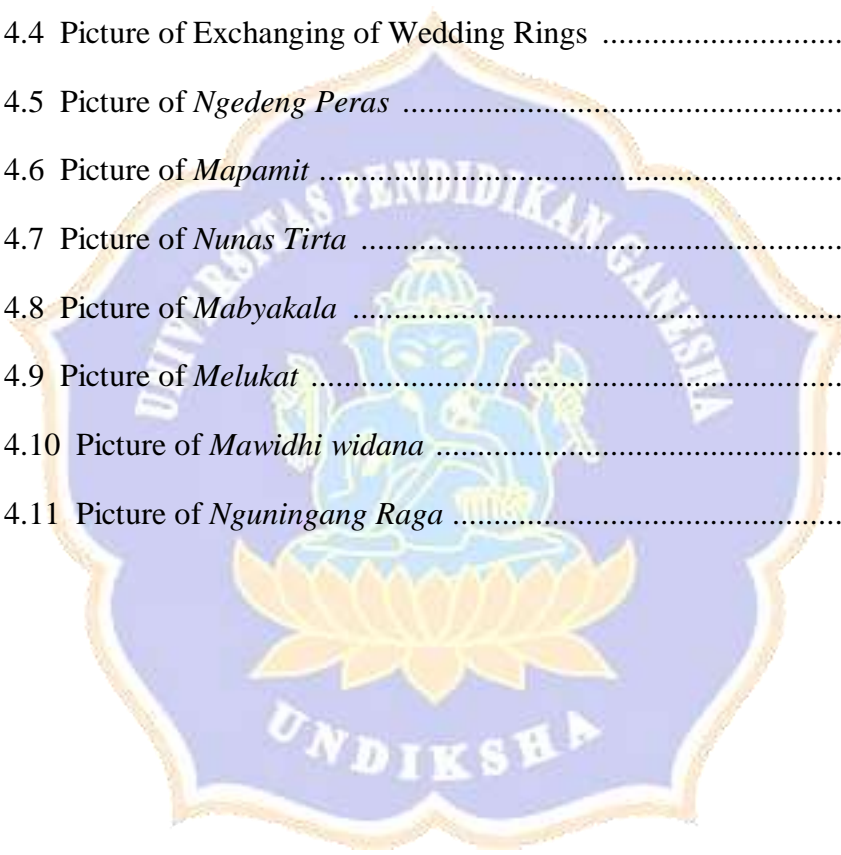 4.4 Picture of Exchanging of Wedding Rings ..............................
4.5 Picture of Ngedeng Peras .......................................................
4.6 Picture of Mapamit ..................................................................
4.7 Picture of Nunas Tirta .............................................................
4.8 Picture of Mabyakala ..............................................................
4.9 Picture of Melukat ...................................................................
4.10 Picture of Mawidhi widana ...................................................
4.11 Picture of Nguningang Raga .................................................
UNIVERSITAS PENDIDIKAN GANESHA
UNDIKSHA